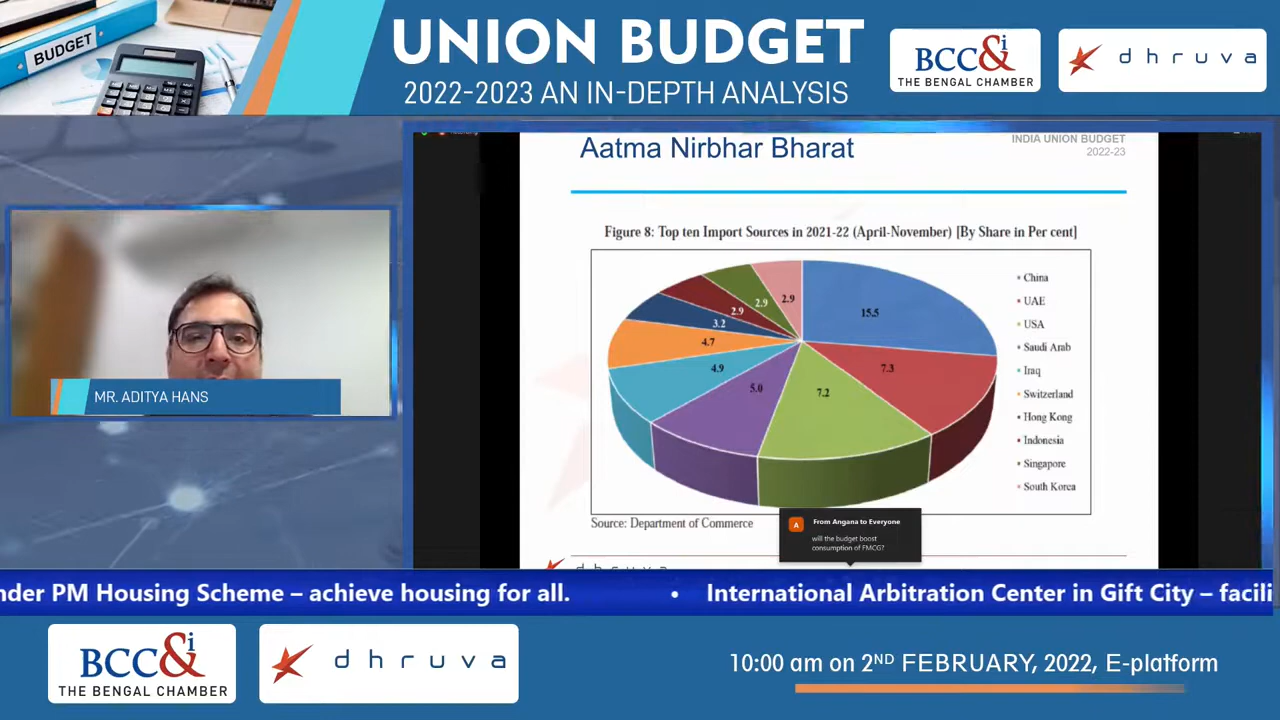 BUDGET
UNION BUDGET
2022-2023 AN IN-DEPTH ANALYSIS
BCC&i
THE BENGAL CHAMBER
dhruva
Aatma Nirbhar Bharat
INDIA UNION BUDGET
2022-23
Figure 8: Top ten Import Sources in 2021-22 (April-November) [By Share in Per cent]
15.5
7.3
7.2
5.0
4.9
4.7
3.2
2.9
2.9
2.9
China
UAE
USA
Saudi Arab
Iraq
Switzerland
Hong Kong
Indonesia
Singapore
South Korea
Source: Department of Commerce
A
From Angana to Everyone
will the budget boost
consumption of FMCG?
dhruva
MR. ADITYA HANS
nder PM Housing Scheme – achieve housing for all. • International Arbitration Center in Gift City – facili
BCC&i
THE BENGAL CHAMBER
dhruva
10:00 am on 2ND FEBRUARY, 2022, E-platform